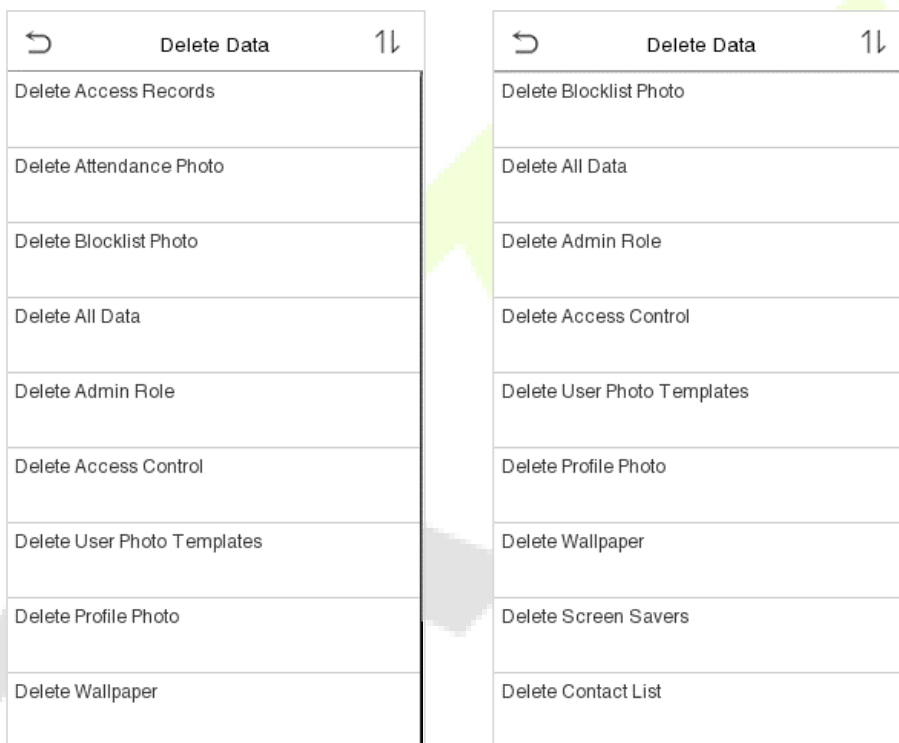 Delete Data
Delete Access Records
Delete Attendance Photo
Delete Blocklist Photo
Delete All Data
Delete Admin Role
Delete Access Control
Delete User Photo Templates
Delete Profile Photo
Delete Wallpaper
Delete Data
Delete Blocklist Photo
Delete All Data
Delete Admin Role
Delete Access Control
Delete User Photo Templates
Delete Profile Photo
Delete Wallpaper
Delete Screen Savers
Delete Contact List